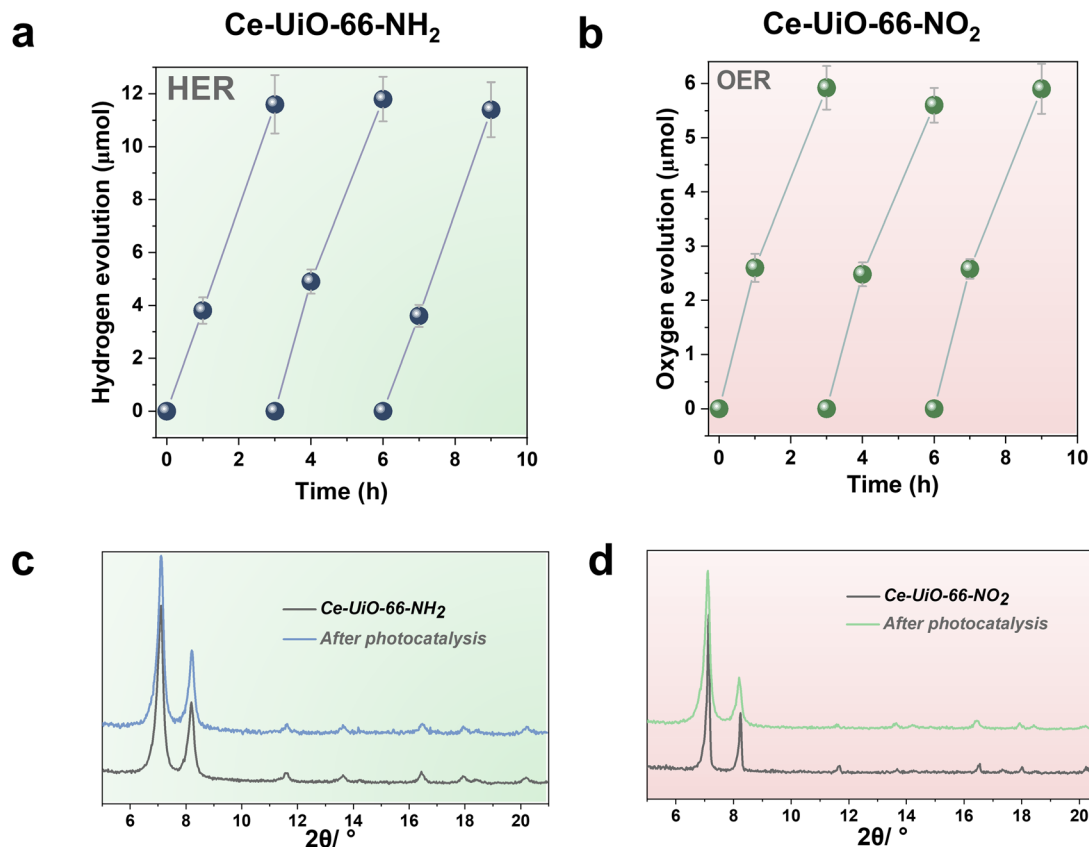 a
Ce-UiO-66-NH₂
HER
Hydrogen evolution (μmol)
12
10
8
6
4
2
0
0 2 4 6 8 10
Time (h)
b
Ce-UiO-66-NO₂
OER
Oxygen evolution (μmol)
6
5
4
3
2
1
0
0 2 4 6 8 10
Time (h)
c
Ce-UiO-66-NH₂
After photocatalysis
6 8 10 12 14 16 18 20
2θ/ °
d
Ce-UiO-66-NO₂
After photocatalysis
6 8 10 12 14 16 18 20
2θ/ °